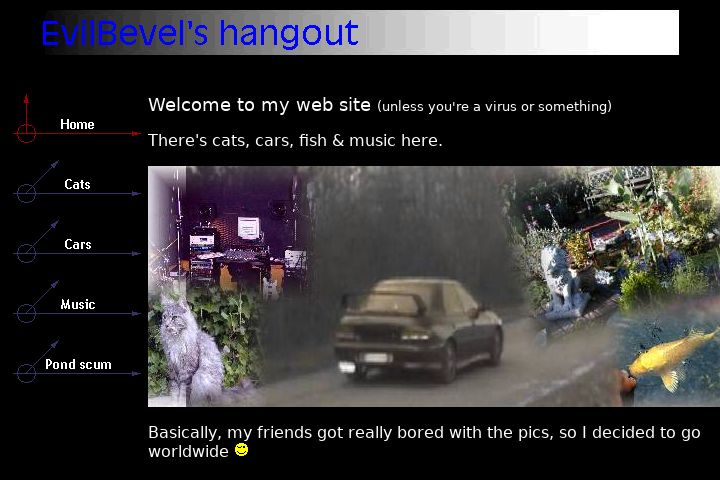 EvilBevel's hangout
Home
Cats
Cars
Music
Pond scum
Welcome to my web site (unless you're a virus or something)
There's cats, cars, fish & music here.
Basically, my friends got really bored with the pics, so I decided to go
worldwide